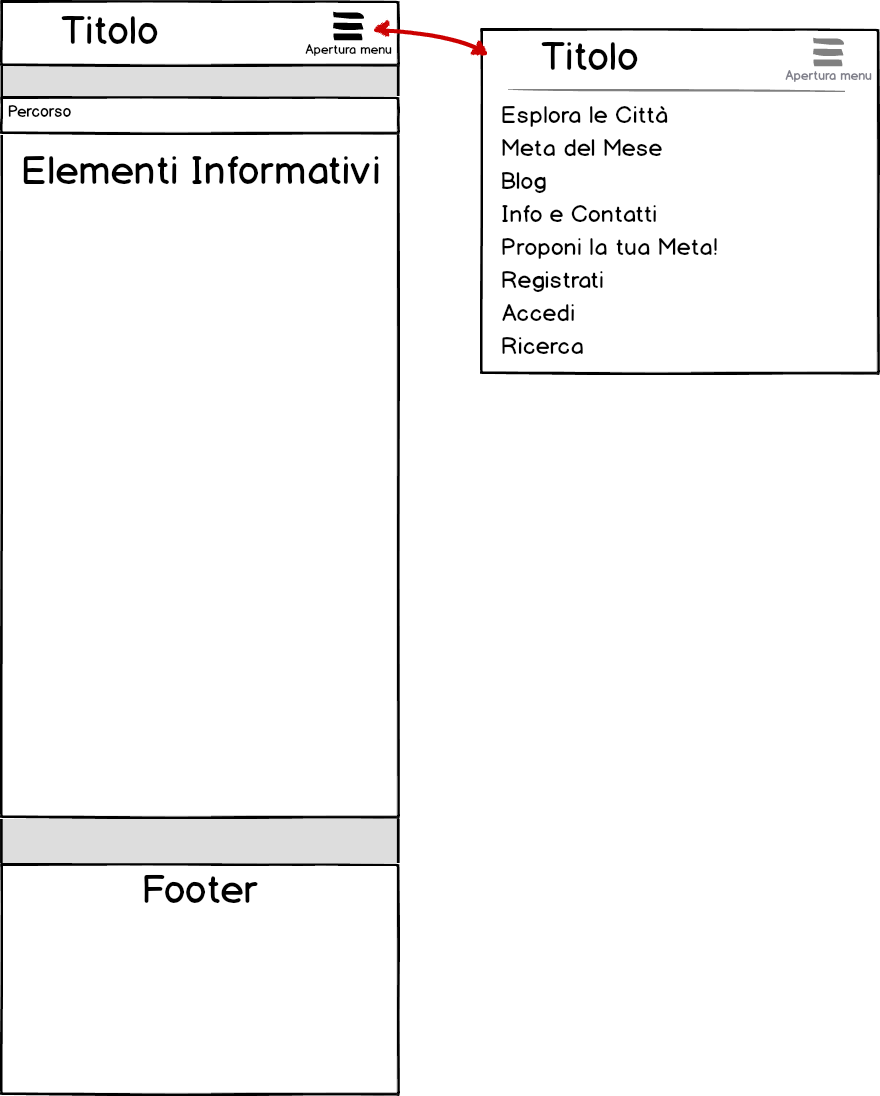 Titolo
Apertura menu
Percorso
Elementi Informativi
Footer
Titolo
Apertura menu
Esplora le Città
Meta del Mese
Blog
Info e Contatti
Proponi la tua Meta!
Registrati
Accedi
Ricerca